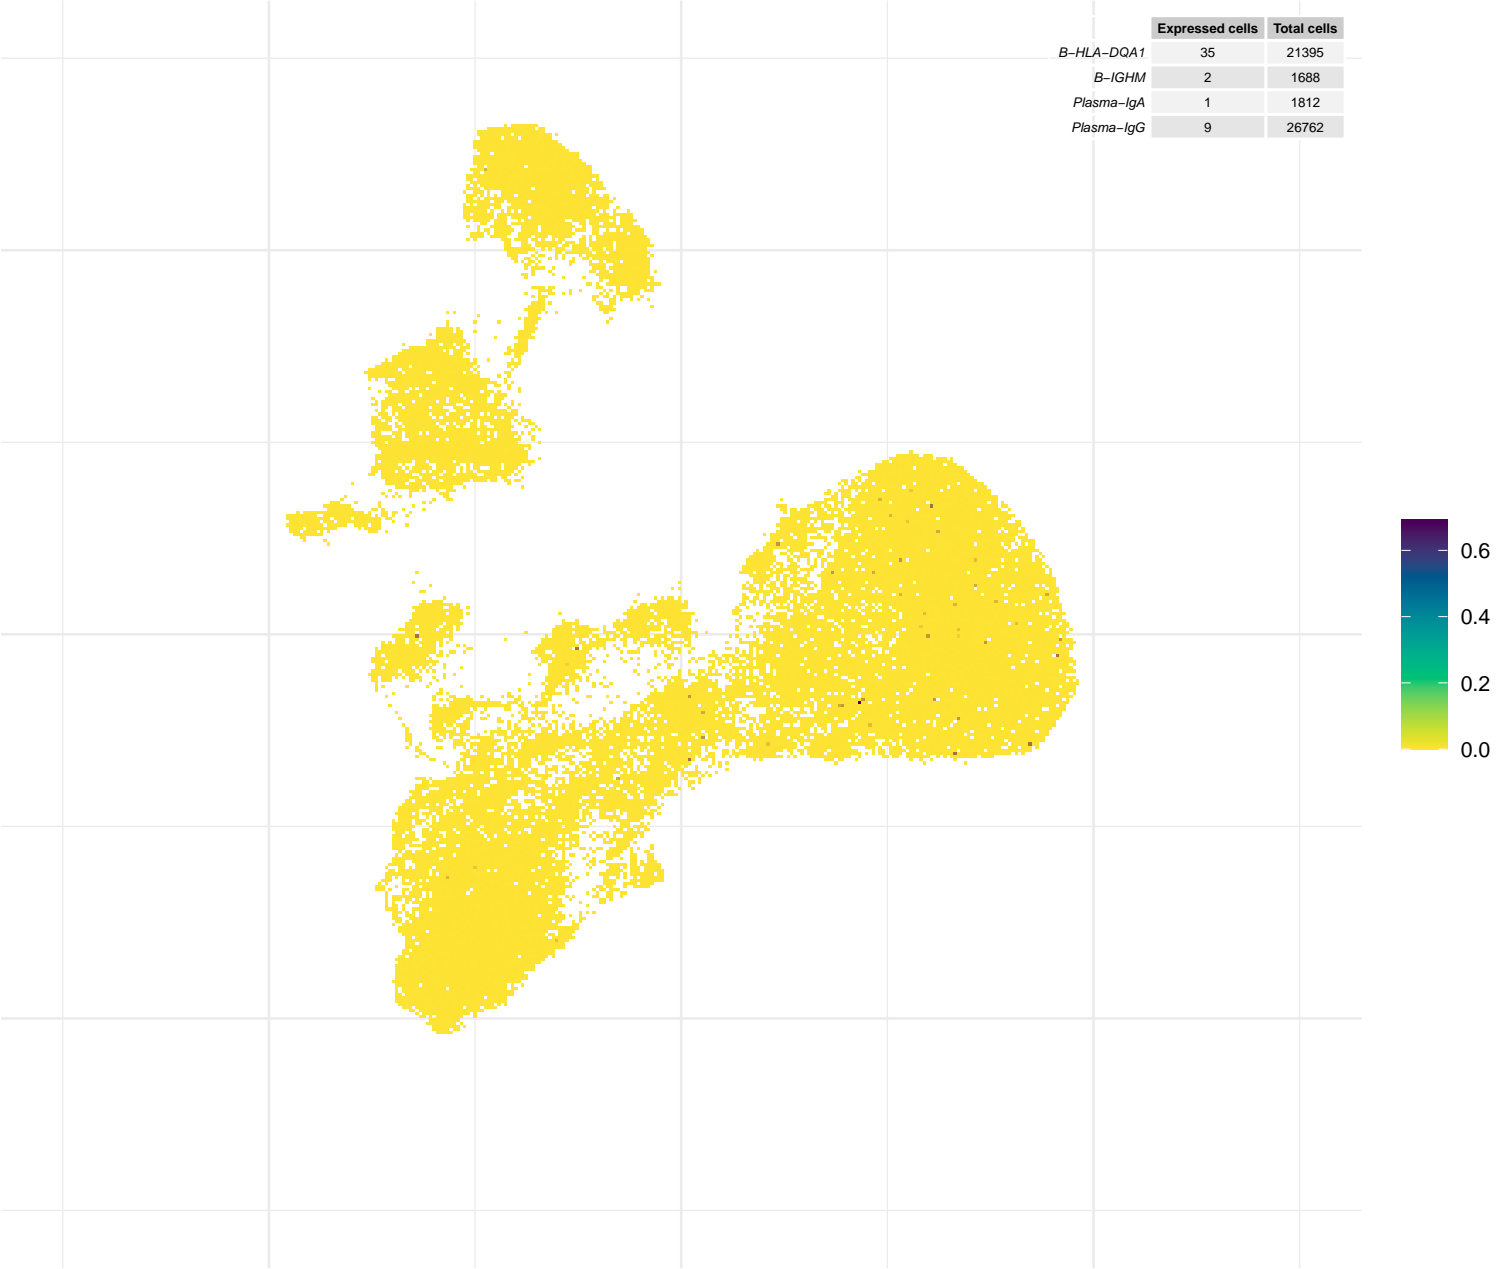 Expressed cells Total cells
B−HLA−DQA1 35 21395
B−IGHM 2 1688
Plasma−IgA 1 1812
Plasma−IgG 9 26762
0.6
0.4
0.2
0.0